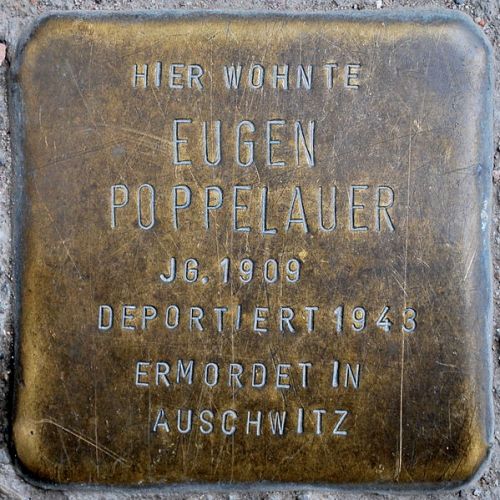 HIER WOHNTE
EUGEN
POPPELAUER
JG. 1909
DEPORTIERT 1943
ERMORDET IN
AUSCHWITZ